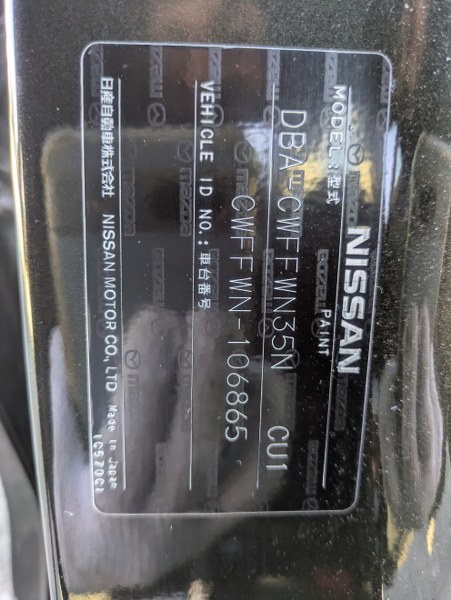 NISSAN
MODEL: 型式 PAINT
DBA-CWFFWN35N CU1
VEHICLE ID NO.: 車台番号
CWFFWN-106865
日産自動車株式会社 NISSAN MOTOR CO., LTD Made in Japan
mazda